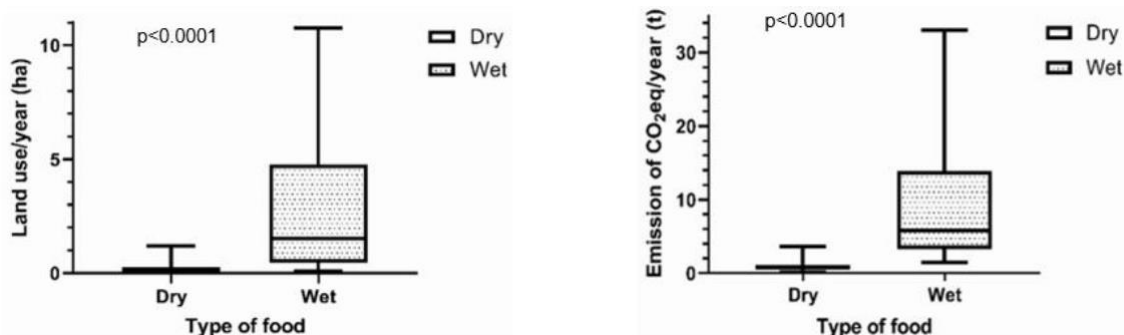 Land use/year (ha)
p<0.0001
10
5
0
Dry
Wet
Dry
Wet
Type of food
Emission of CO₂eq/year (t)
p<0.0001
30
20
10
0
Dry
Wet
Dry
Wet
Type of food